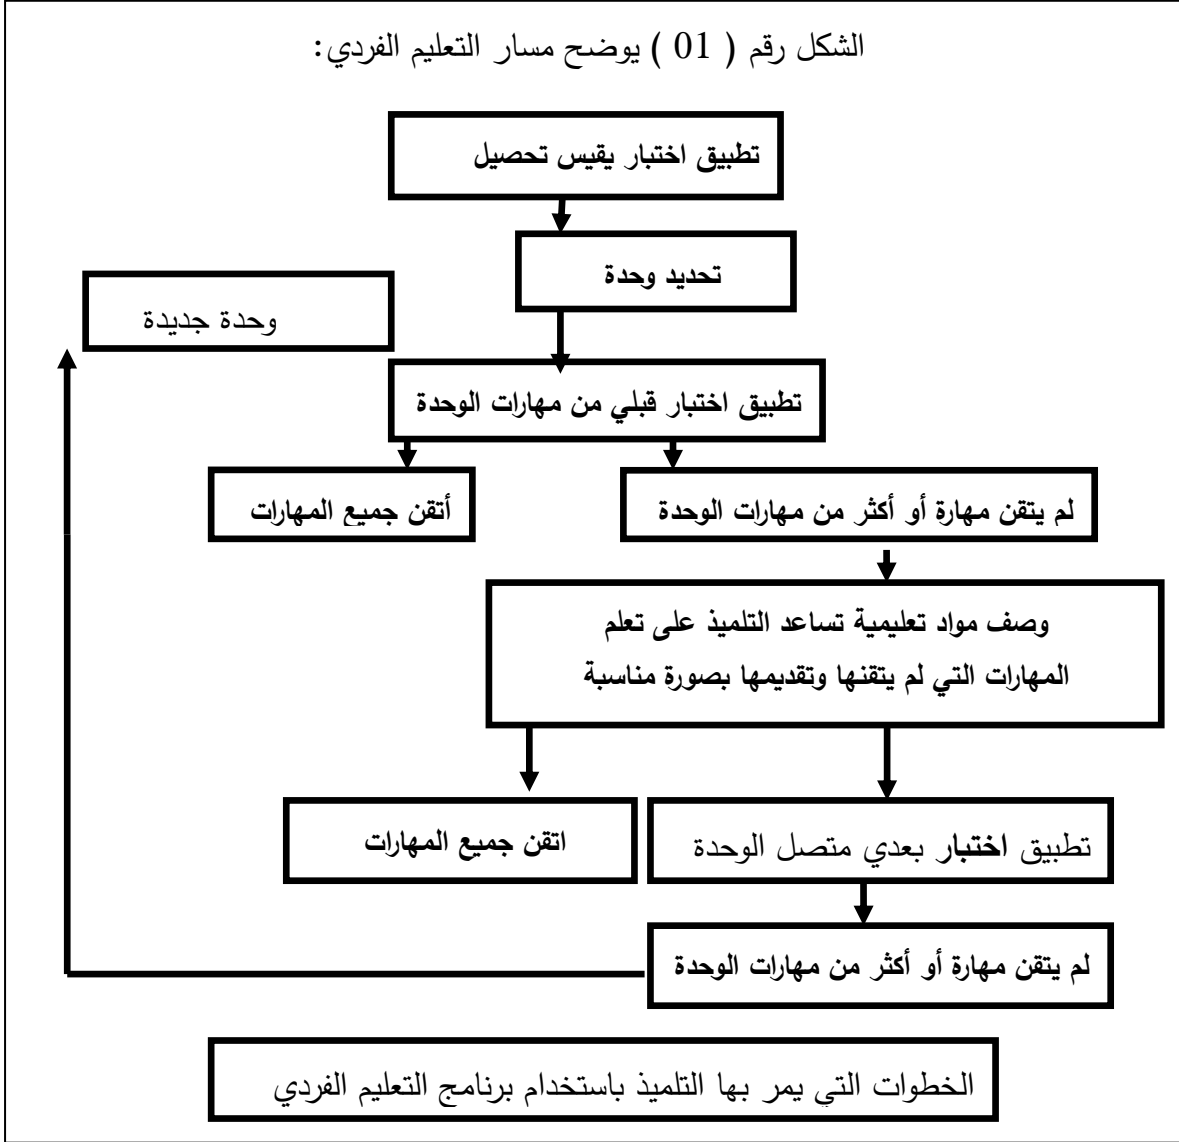 الشكل رقم ( 01 ) يوضح مسار التعليم الفردي:
تطبيق اختبار يقيس تحصيل
تحديد وحدة
وحدة جديدة
تطبيق اختبار قبلي من مهارات الوحدة
لم يتقن مهارة أو أكثر من مهارات الوحدة
أتقن جميع المهارات
وصف مواد تعليمية تساعد التلميذ على تعلم
المهارات التي لم يتقنها وتقديمها بصورة مناسبة
تطبيق اختبار بعدي متصل الوحدة
اتقن جميع المهارات
لم يتقن مهارة أو أكثر من مهارات الوحدة
الخطوات التي يمر بها التلميذ باستخدام برنامج التعليم الفردي